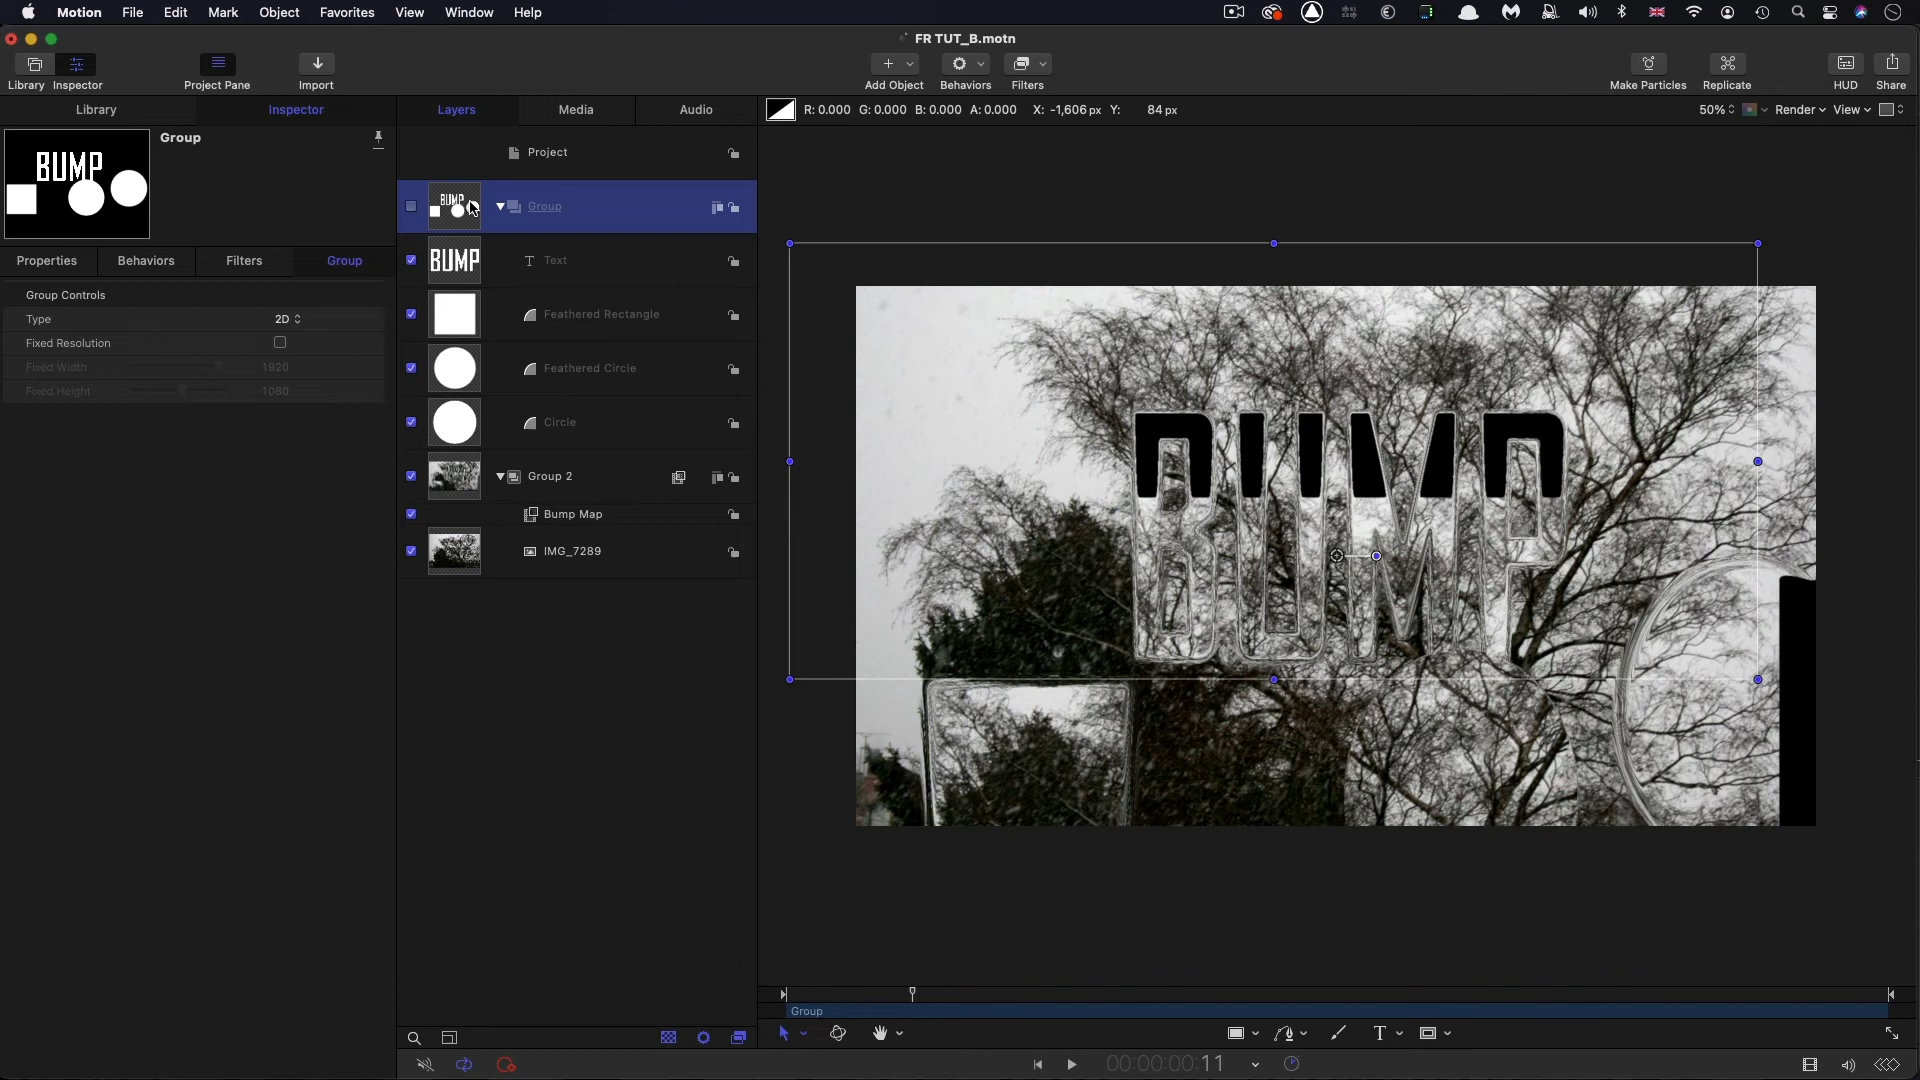 Motion File Edit Mark Object Favorites View Window Help
FR TUT_B.motn
Library Inspector Project Pane Import Add Object Behaviors Filters Make Particles Replicate HUD Share
Library Inspector Layers Media Audio R: 0.000 G: 0.000 B: 0.000 A: 0.000 X: -1,606 px Y: 84 px 50% Render View
Group
BUMP
Project
BUMP
Group
Properties Behaviors Filters Group
BUMP
Text
Group Controls
Type 2D
Fixed Resolution
Fixed Width 1920
Fixed Height 1080
Feathered Rectangle
Feathered Circle
Circle
Group 2
Bump Map
IMG_7289
BUMP
Group
T
00:00:00:11